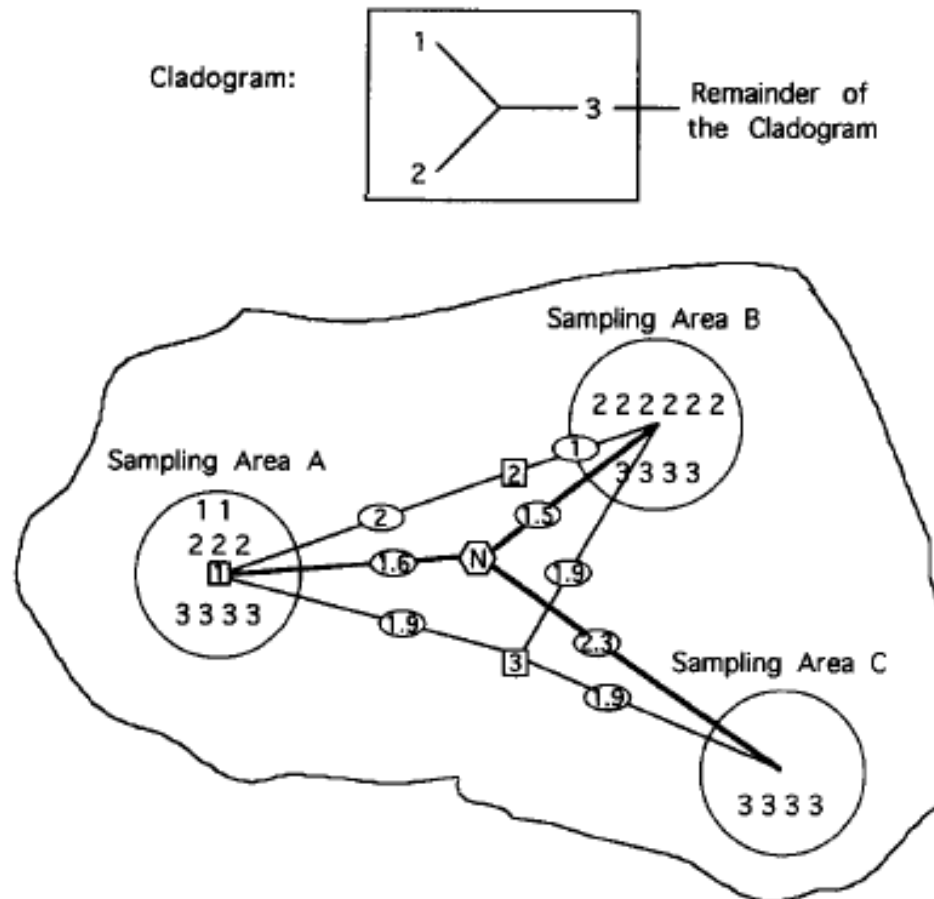 Cladogram:
1
3
2
Remainder of
the Cladogram
Sampling Area B
2 2 2 2 2 2
3 3 3 3
Sampling Area A
1 1
2 2 2
1
3 3 3 3
2
1
2
1.5
1.6
N
1.9
1.9
3
2.3
1.9
Sampling Area C
3 3 3 3